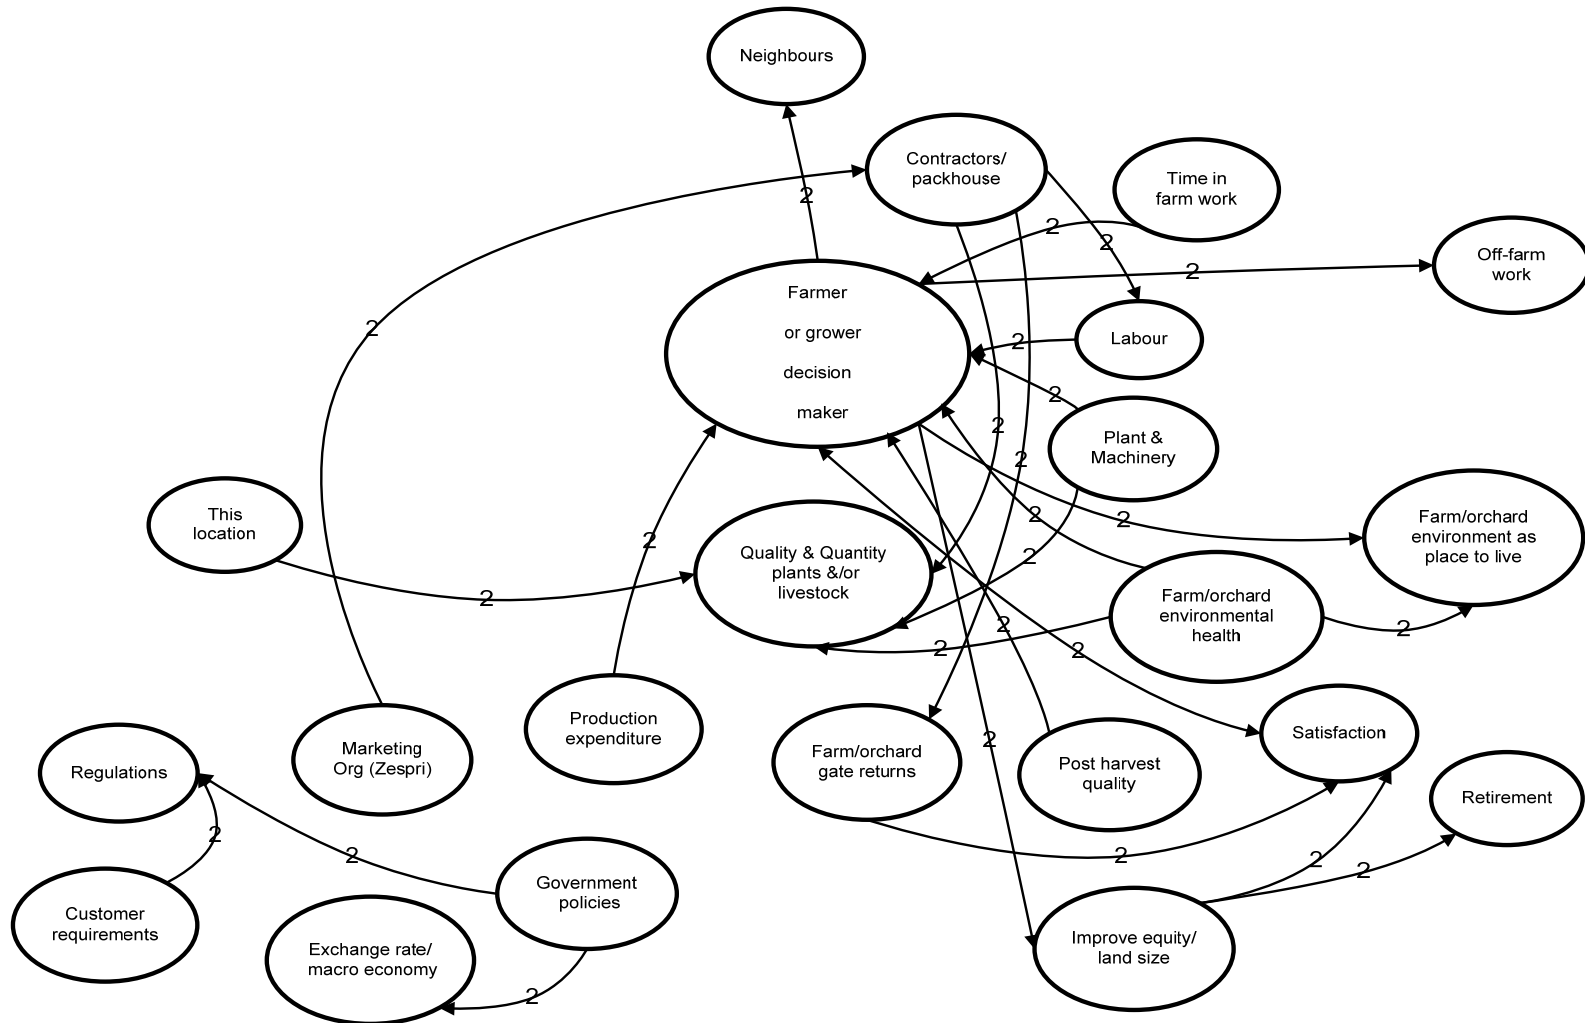 Neighbours
Contractors/
packhouse
Time in
farm work
2
2
2
Off-farm
work
2
Farmer
or grower
decision
maker
2
Labour
2
2
Plant &
Machinery
2
2
This
location
Quality & Quantity
plants &/or
livestock
2
2
2
2
Farm/orchard
environment as
place to live
2
2
Farm/orchard
environmental
health
2
2
2
2
Production
expenditure
Marketing
Org (Zespri)
Regulations
Farm/orchard
gate returns
2
Post harvest
quality
Satisfaction
Retirement
2
2
2
2
2
Customer
requirements
Government
policies
Exchange rate/
macro economy
2
Improve equity/
land size